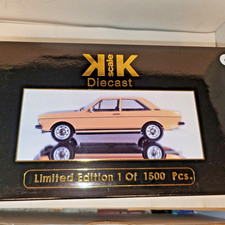 KK
scale
Diecast
Limited Edition 1 Of 1500 Pcs.